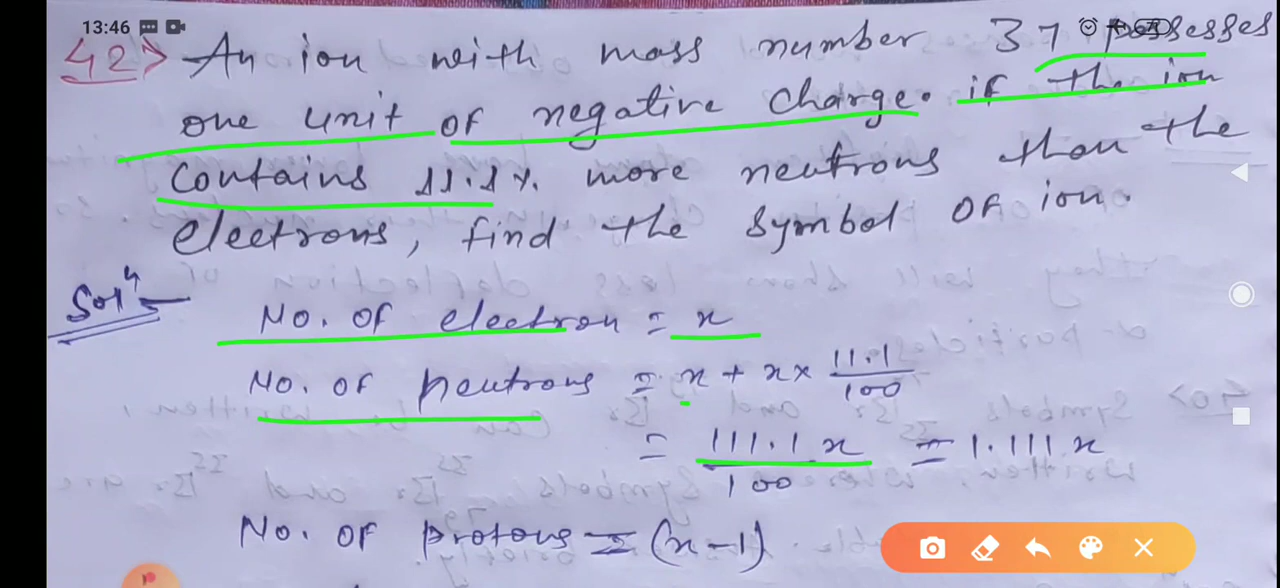 13:46
42> An ion with mass number 37 possesses
one unit of negative charge. if the ion
contains 11.1% more neutrons than the
electrons, find the symbol OF ion.
Solⁿ
No. OF electron = x
No. OF neutrons = x + x × 11.1/100
= 111.1 x/100 = 1.111 x
No. OF protons = (x-1)